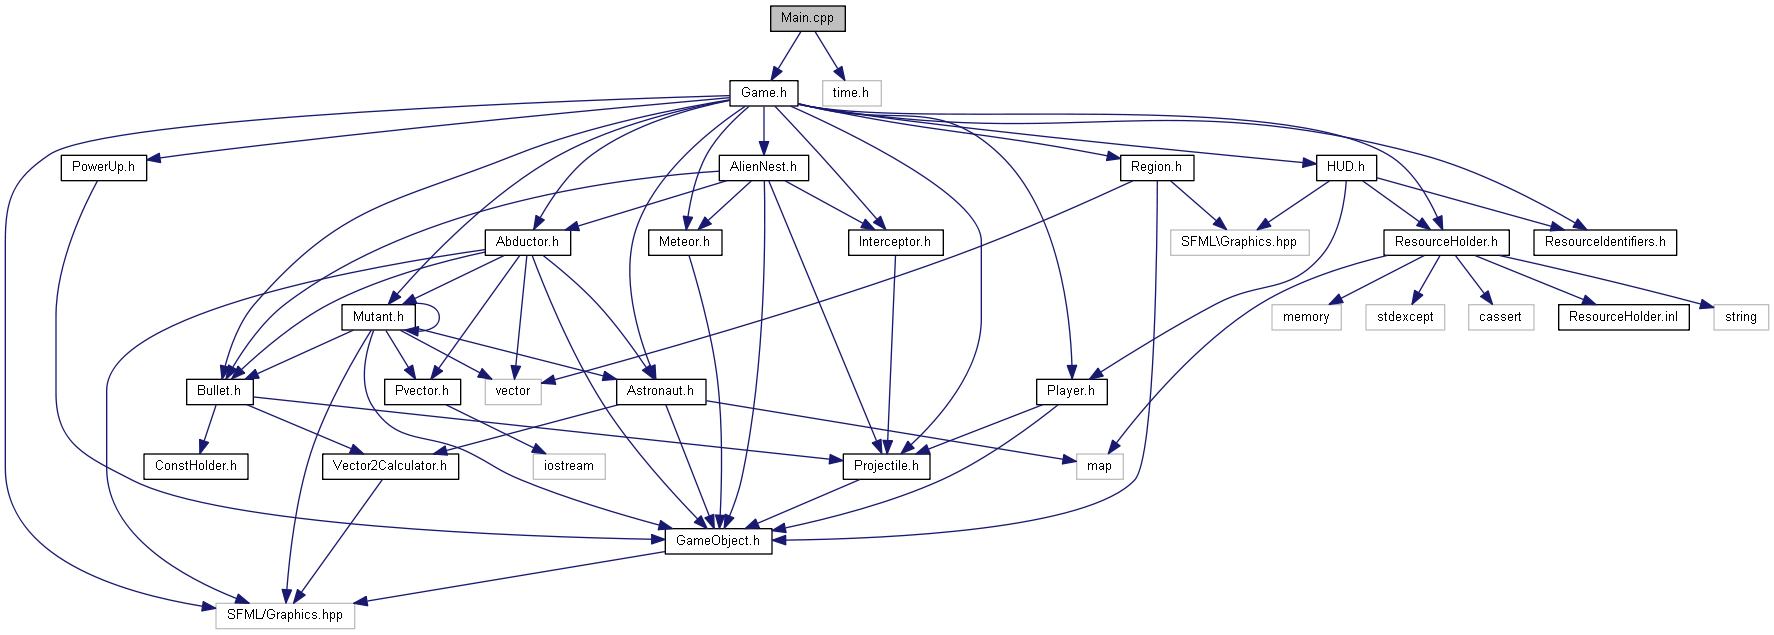 Main.cpp
Game.h
time.h
PowerUp.h
AlienNest.h
Region.h
HUD.h
Abductor.h
Meteor.h
Interceptor.h
SFML\Graphics.hpp
ResourceHolder.h
ResourceIdentifiers.h
Mutant.h
memory
stdexcept
cassert
ResourceHolder.inl
string
Bullet.h
Pvector.h
vector
Astronaut.h
Player.h
ConstHolder.h
Vector2Calculator.h
iostream
Projectile.h
map
GameObject.h
SFML/Graphics.hpp